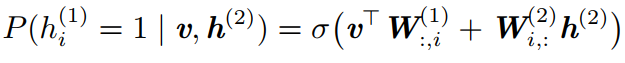 P(h_i^{(1)} = 1 | v, h^{(2)}) = σ(v^⊤ W_{:,i}^{(1)} + W_{i,:}^{(2)} h^{(2)})